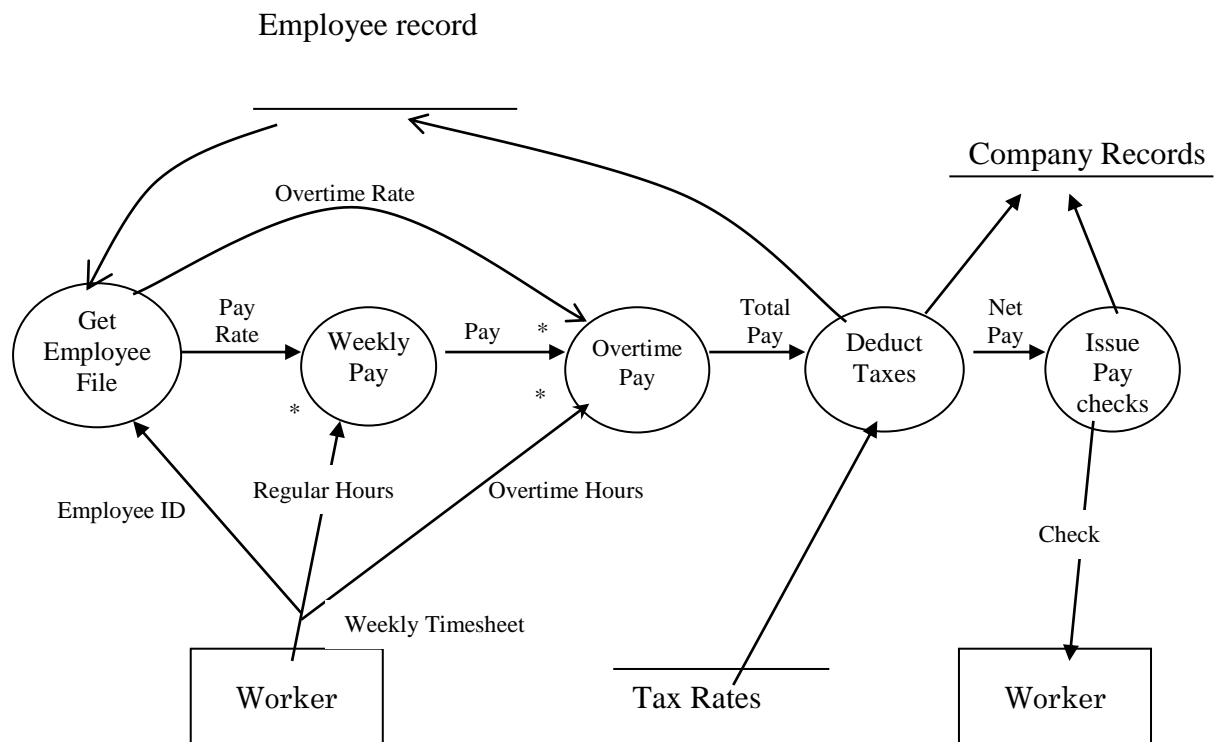 Employee record
Company Records
Overtime Rate
Get
Employee
File
Pay
Rate
Weekly
Pay
*
Pay
*
*
Overtime
Pay
Total
Pay
Deduct
Taxes
Net
Pay
Issue
Pay
checks
Employee ID
Regular Hours
Overtime Hours
Check
Weekly Timesheet
Worker
Tax Rates
Worker